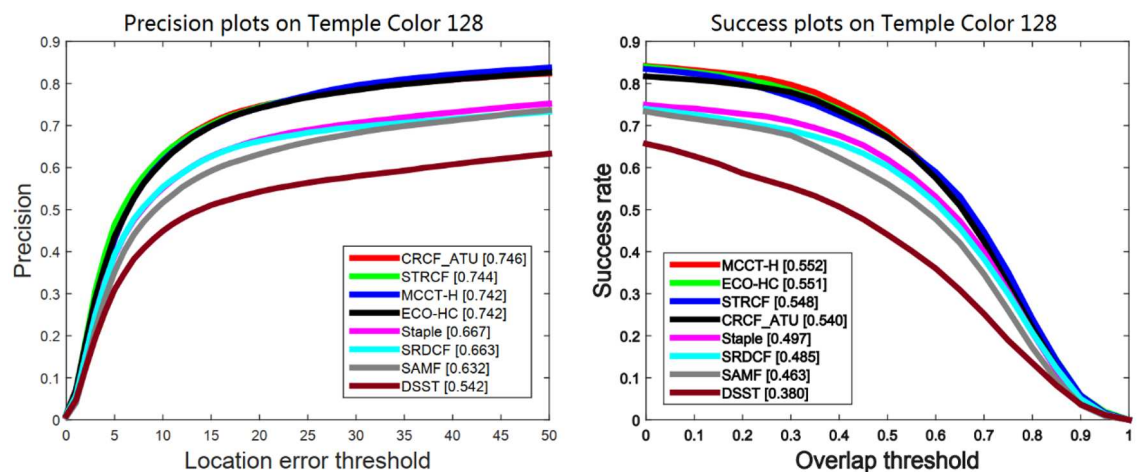 Precision plots on Temple Color 128
0.9
0.8
0.7
0.6
0.5
0.4
0.3
0.2
0.1
0
Precision
CRCF_ATU [0.746]
STRCF [0.744]
MCCT-H [0.742]
ECO-HC [0.742]
Staple [0.667]
SRDCF [0.663]
SAMF [0.632]
DSST [0.542]
0 5 10 15 20 25 30 35 40 45 50
Location error threshold
Success plots on Temple Color 128
0.9
0.8
0.7
0.6
0.5
0.4
0.3
0.2
0.1
0
Success rate
MCCT-H [0.552]
ECO-HC [0.551]
STRCF [0.548]
CRCF_ATU [0.540]
Staple [0.497]
SRDCF [0.485]
SAMF [0.463]
DSST [0.380]
0 0.1 0.2 0.3 0.4 0.5 0.6 0.7 0.8 0.9 1
Overlap threshold